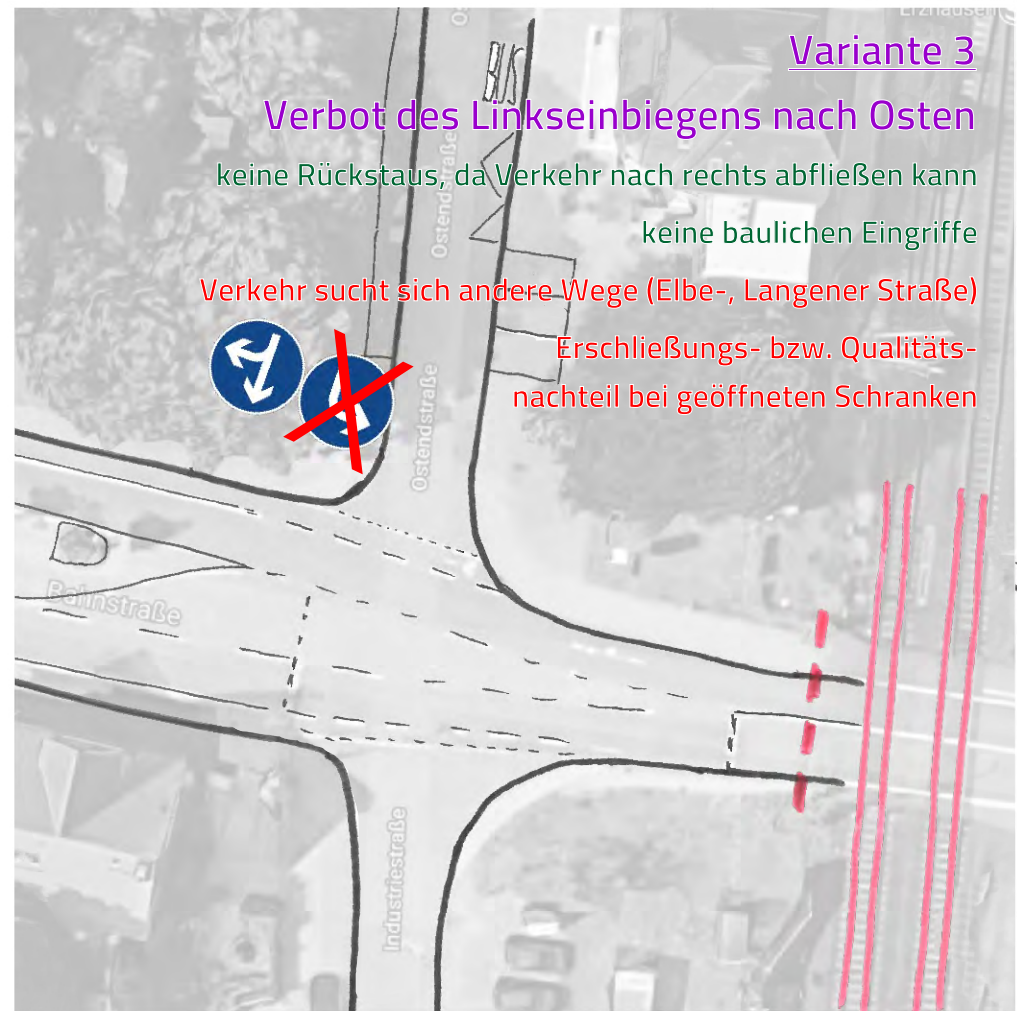 Erzhausen
Variante 3
Verbot des Linkseinbiegens nach Osten
keine Rückstaus, da Verkehr nach rechts abfließen kann
keine baulichen Eingriffe
Verkehr sucht sich andere Wege (Elbe-, Langener Straße)
Erschließungs- bzw. Qualitäts-
nachteil bei geöffneten Schranken
Ostendstraße
Ostendstraße
Bahnstraße
Industriestraße